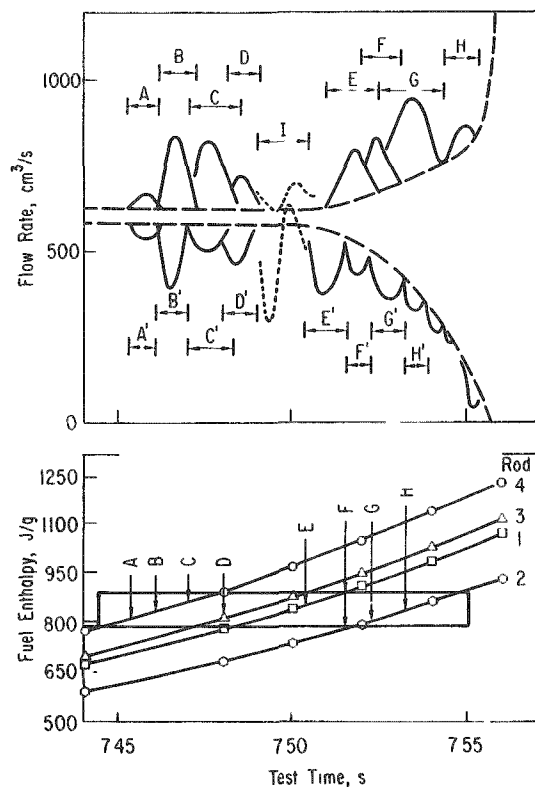 B
F
D
H
1000
A
C
I
E
G
Flow Rate, cm³/s
500
B'
D'
E'
G'
A'
C'
F'
H'
0
Rod
1250
Fuel Enthalpy, J/g
1100
950
800
650
500
A
B
C
D
E
F
G
H
4
3
1
2
745
750
755
Test Time, s